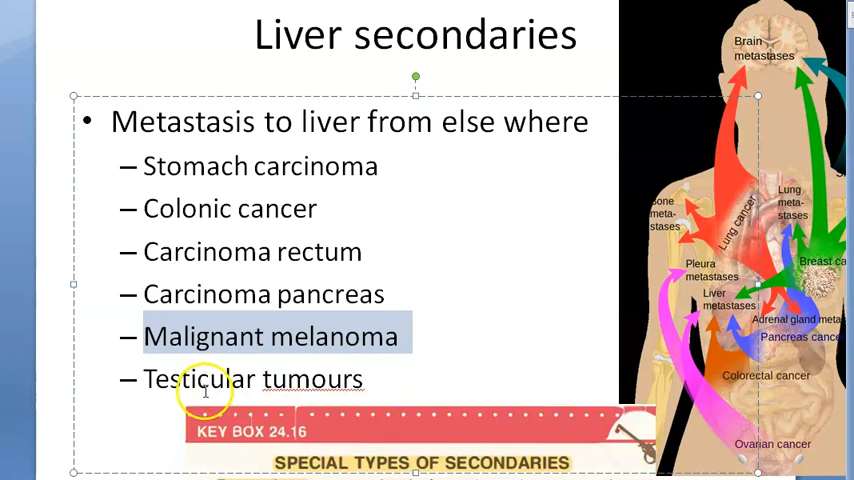 Liver secondaries
• Metastasis to liver from else where
– Stomach carcinoma
– Colonic cancer
– Carcinoma rectum
– Carcinoma pancreas
– Malignant melanoma
– Testicular tumours
KEY BOX 24.16
SPECIAL TYPES OF SECONDARIES
Brain
metastases
Lung
meta-
stases
meta-
stases
Lung cancer
Pleura
metastases
Breast ca
Liver
metastases
Adrenal gland meta
Pancreas cance
Colorectal cancer
Ovarian cancer